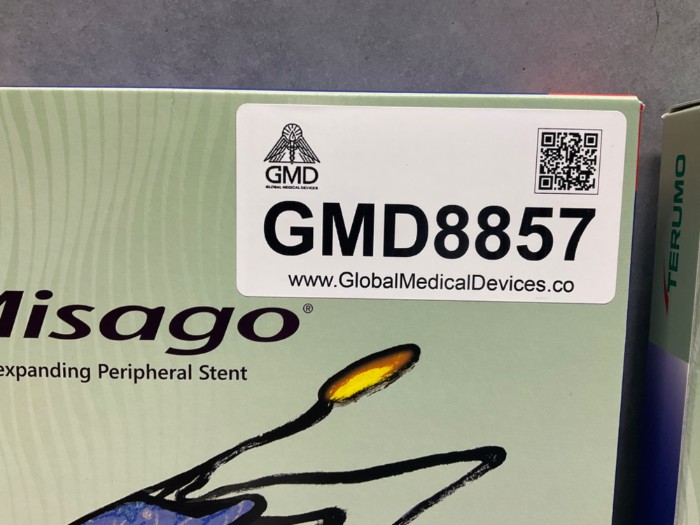 GMD
GLOBAL MEDICAL DEVICES
GMD8857
www.GlobalMedicalDevices.co
Misago®
expanding Peripheral Stent
TERUMO